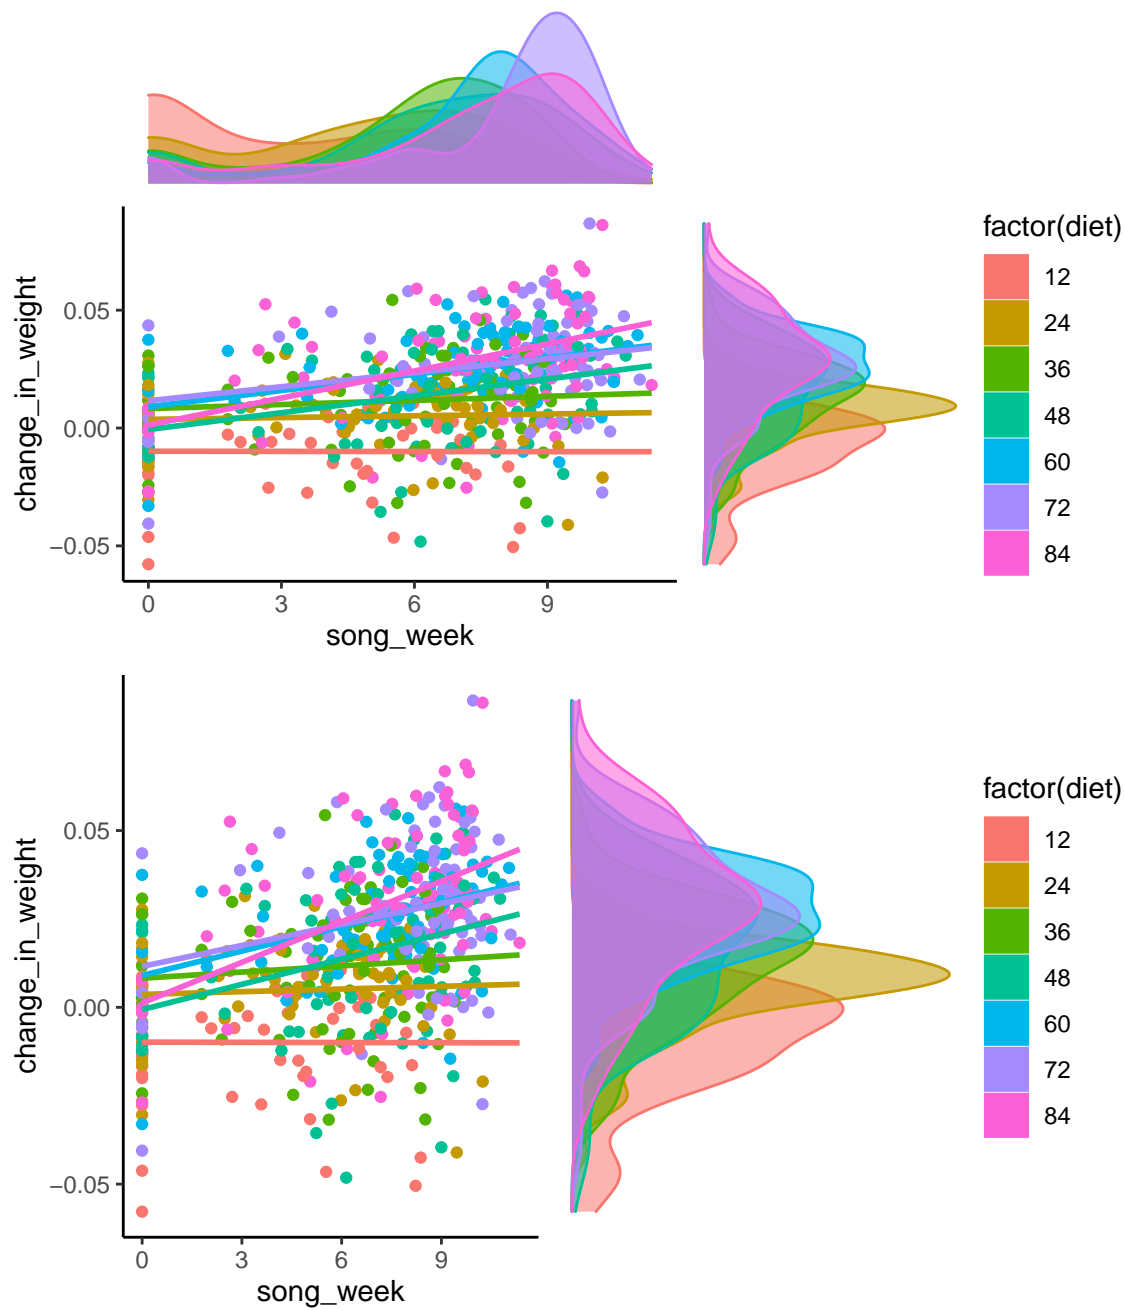 factor(diet)
12
24
36
48
60
72
84
change_in_weight
0.05
0.00
−0.05
0 3 6 9
song_week
factor(diet)
12
24
36
48
60
72
84
change_in_weight
0.05
0.00
−0.05
0 3 6 9
song_week